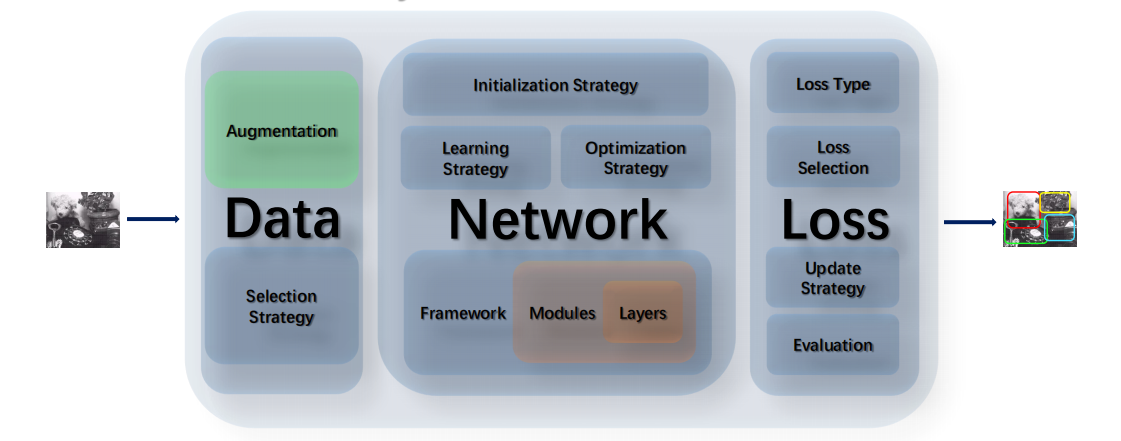 Augmentation
Data
Selection
Strategy
Initialization Strategy
Learning
Strategy
Optimization
Strategy
Network
Framework
Modules
Layers
Loss Type
Loss
Selection
Loss
Update
Strategy
Evaluation